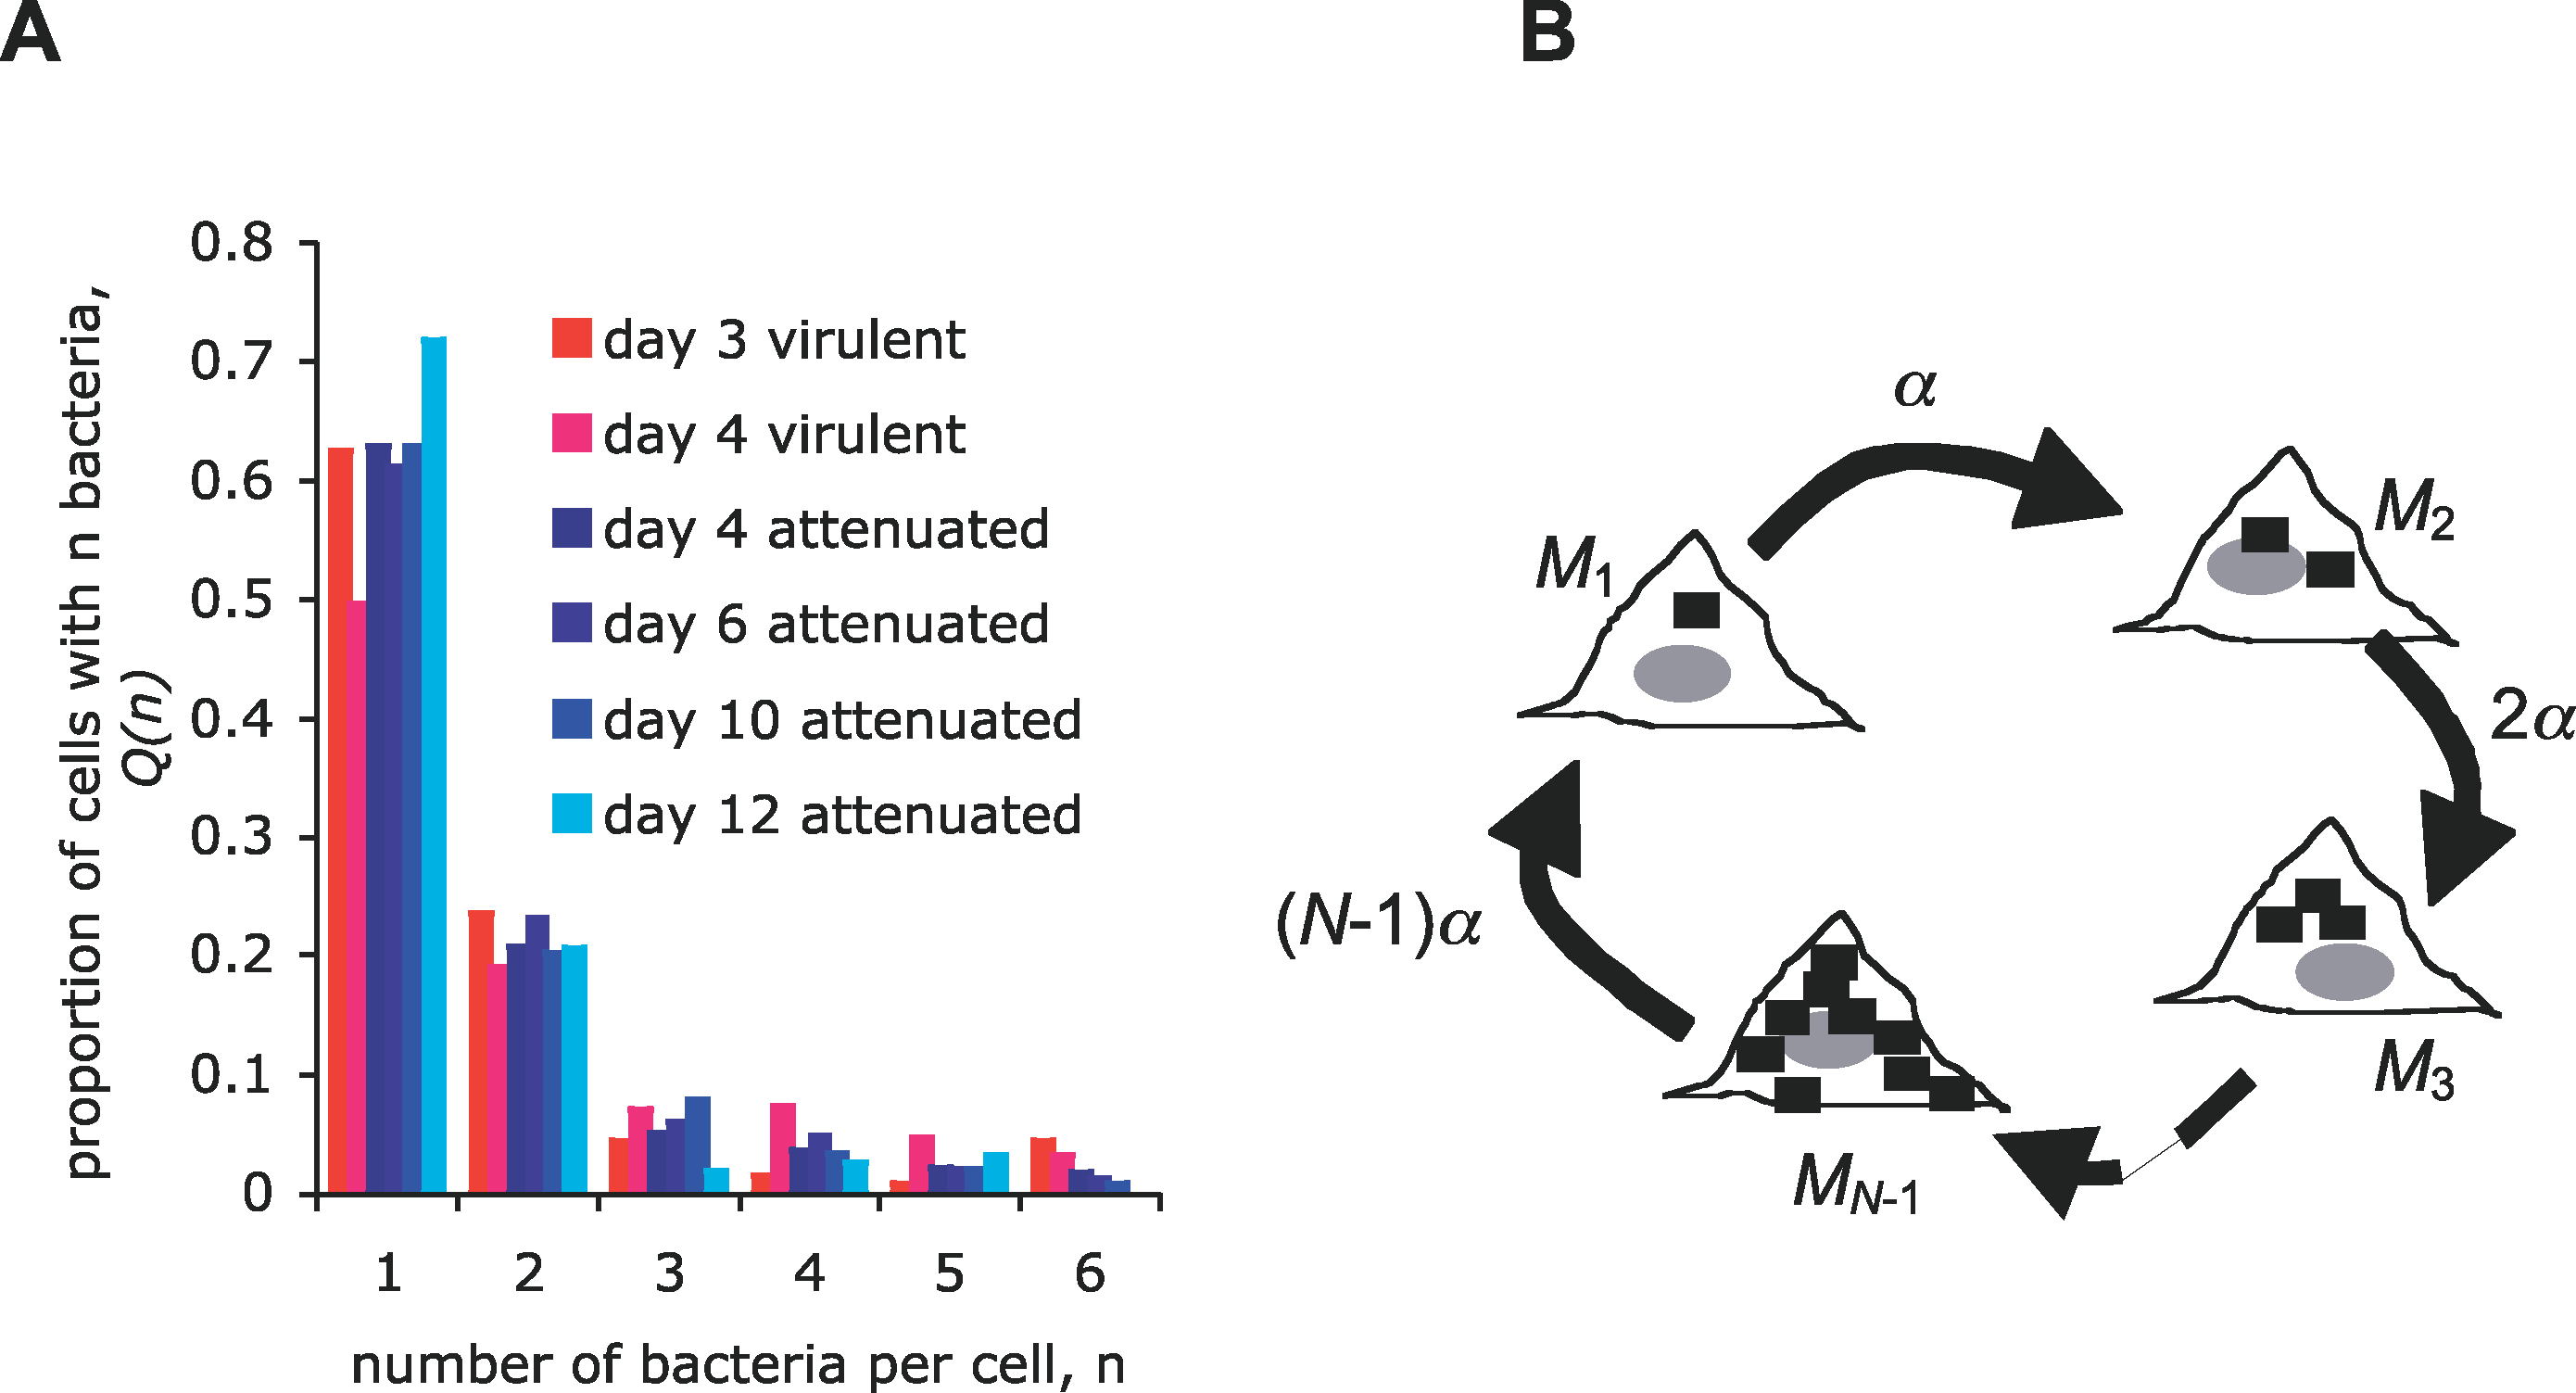 A
B
proportion of cells with n bacteria,
Q(n)
0.8
0.7
0.6
0.5
0.4
0.3
0.2
0.1
0
day 3 virulent
day 4 virulent
day 4 attenuated
day 6 attenuated
day 10 attenuated
day 12 attenuated
1 2 3 4 5 6
number of bacteria per cell, n
α
M1
M2
2α
(N-1)α
M3
MN-1